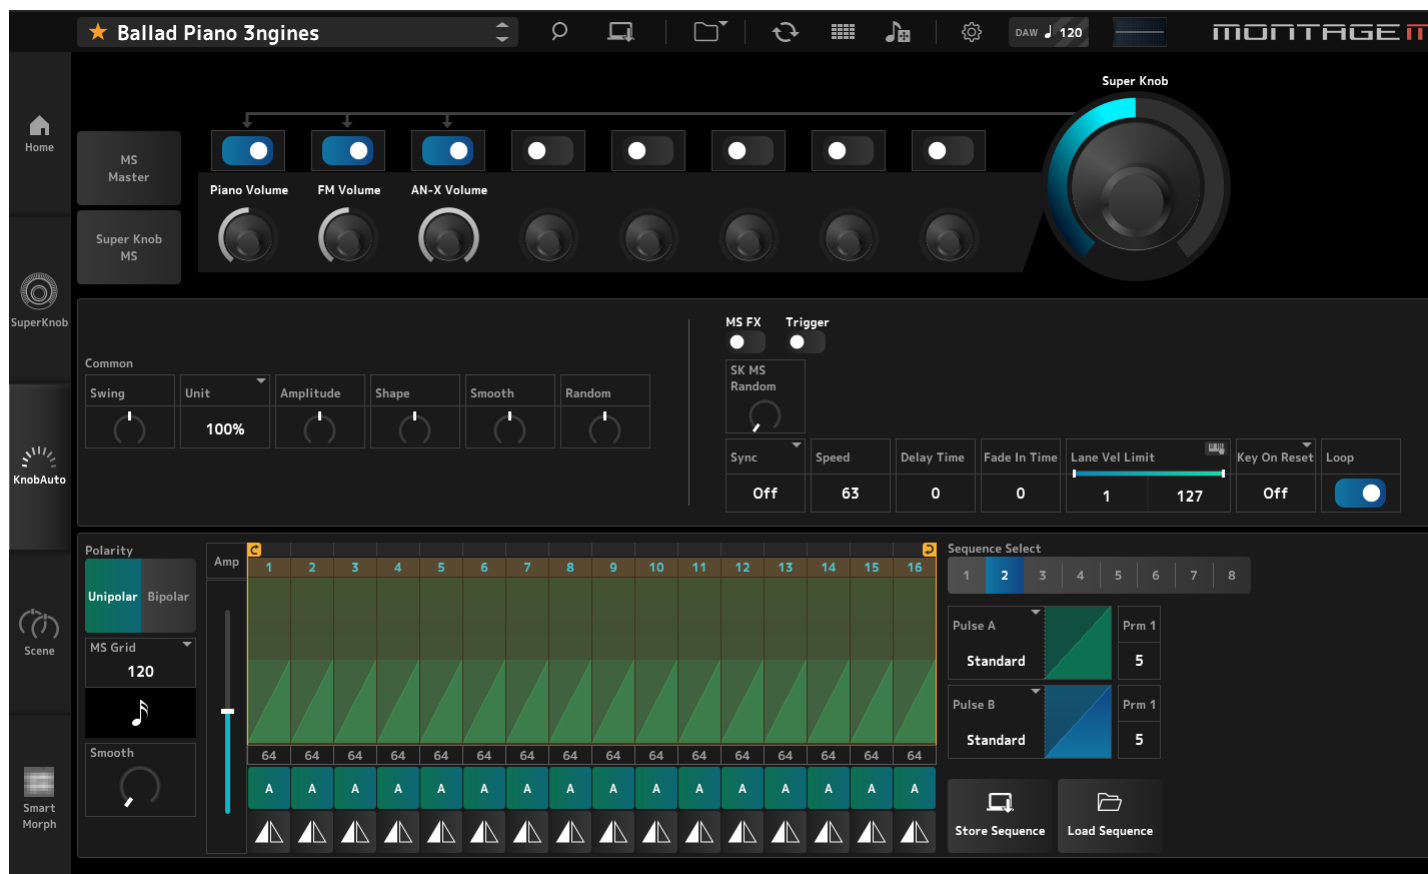 Ballad Piano 3ngines
DAW 120
MONTAGE M
Super Knob
Home
MS
Master
Piano Volume FM Volume AN-X Volume
Super Knob
MS
SuperKnob
MS FX Trigger
Common
SK MS
Random
Swing Unit Amplitude Shape Smooth Random
100%
Sync Speed Delay Time Fade In Time Lane Vel Limit Key On Reset Loop
Off 63 0 0 1 127 Off
KnobAuto
Polarity
Unipolar Bipolar
Amp
1 2 3 4 5 6 7 8 9 10 11 12 13 14 15 16
Sequence Select
1 2 3 4 5 6 7 8
MS Grid
120
Pulse A Prm 1
Standard 5
Scene
Pulse B Prm 1
Standard 5
Smooth
64 64 64 64 64 64 64 64 64 64 64 64 64 64 64 64
A A A A A A A A A A A A A A A A
Smart
Morph
Store Sequence Load Sequence